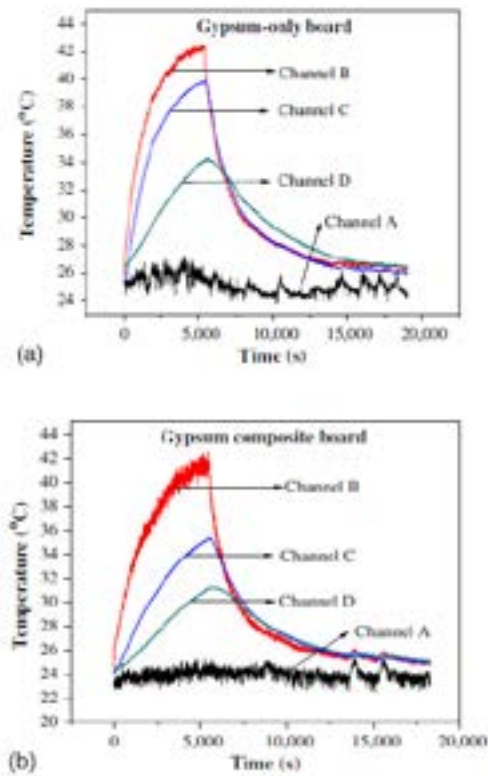 Gypsum-only board
44
42
40
38
36
34
32
30
28
26
24
Temperature (°C)
Channel B
Channel C
Channel D
Channel A
0
5,000
10,000
15,000
20,000
Time (s)
(a)
Gypsum composite board
44
42
40
38
36
34
32
30
28
26
24
22
20
Temperature (°C)
Channel B
Channel C
Channel D
Channel A
0
5,000
10,000
15,000
20,000
Time (s)
(b)